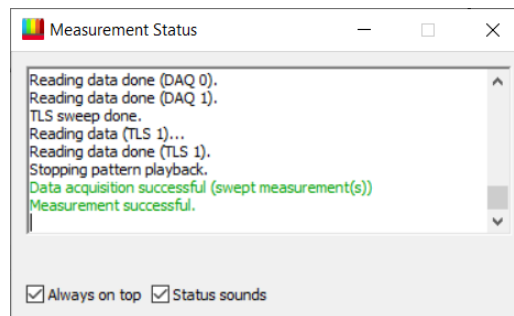 Measurement Status
Reading data done (DAQ 0).
Reading data done (DAQ 1).
TLS sweep done.
Reading data (TLS 1)...
Reading data done (TLS 1).
Stopping pattern playback.
Data acquisition successful (swept measurement(s))
Measurement successful.
Always on top Status sounds